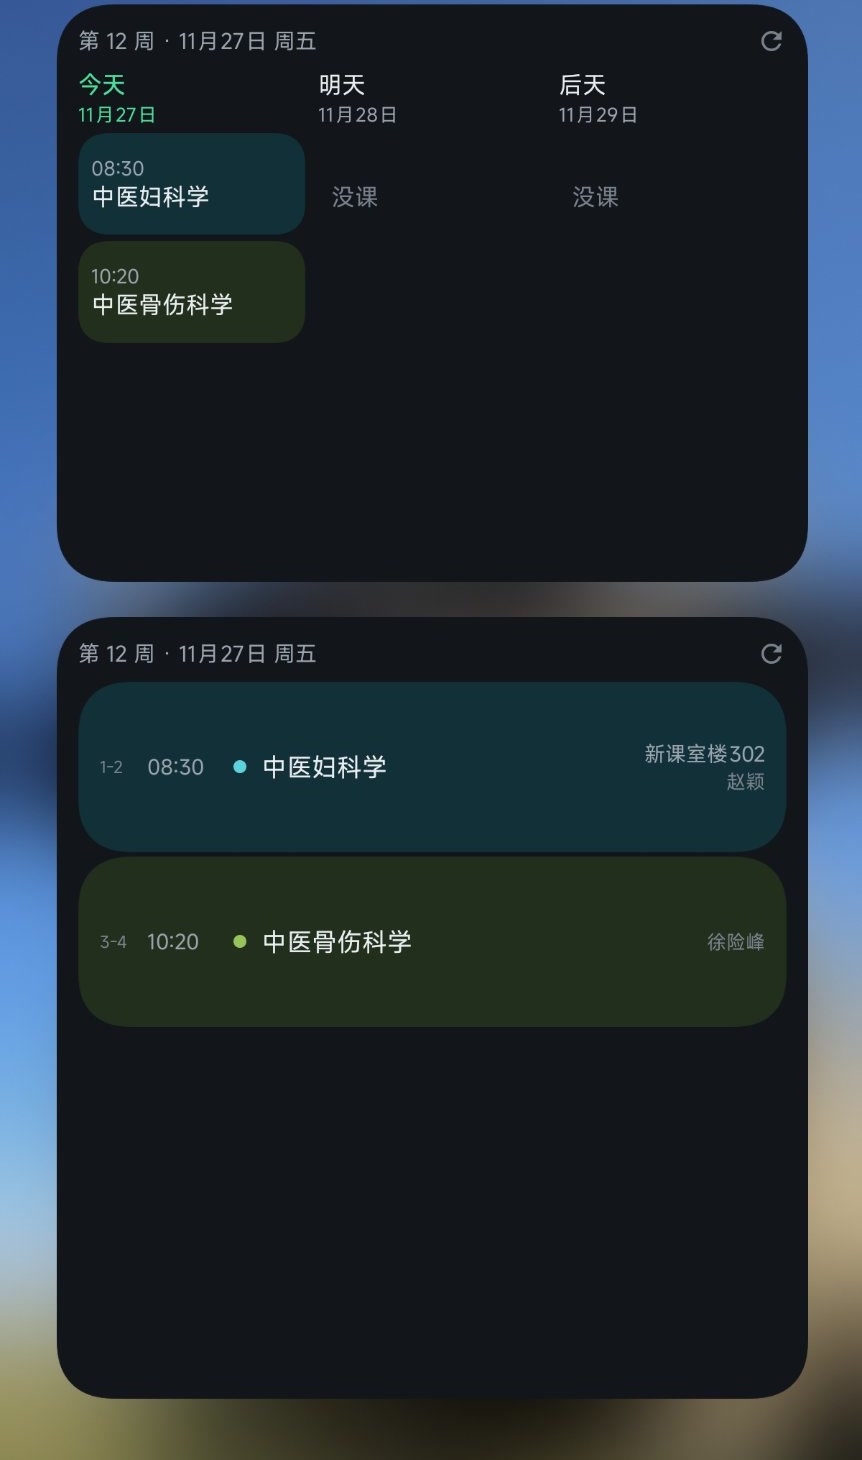 第 12 周 · 11月27日 周五
今天 明天 后天
11月27日 11月28日 11月29日
08:30
中医妇科学 没课 没课
10:20
中医骨伤科学
第 12 周 · 11月27日 周五
新课室楼302
1-2 08:30 中医妇科学
赵颖
3-4 10:20 中医骨伤科学 徐险峰